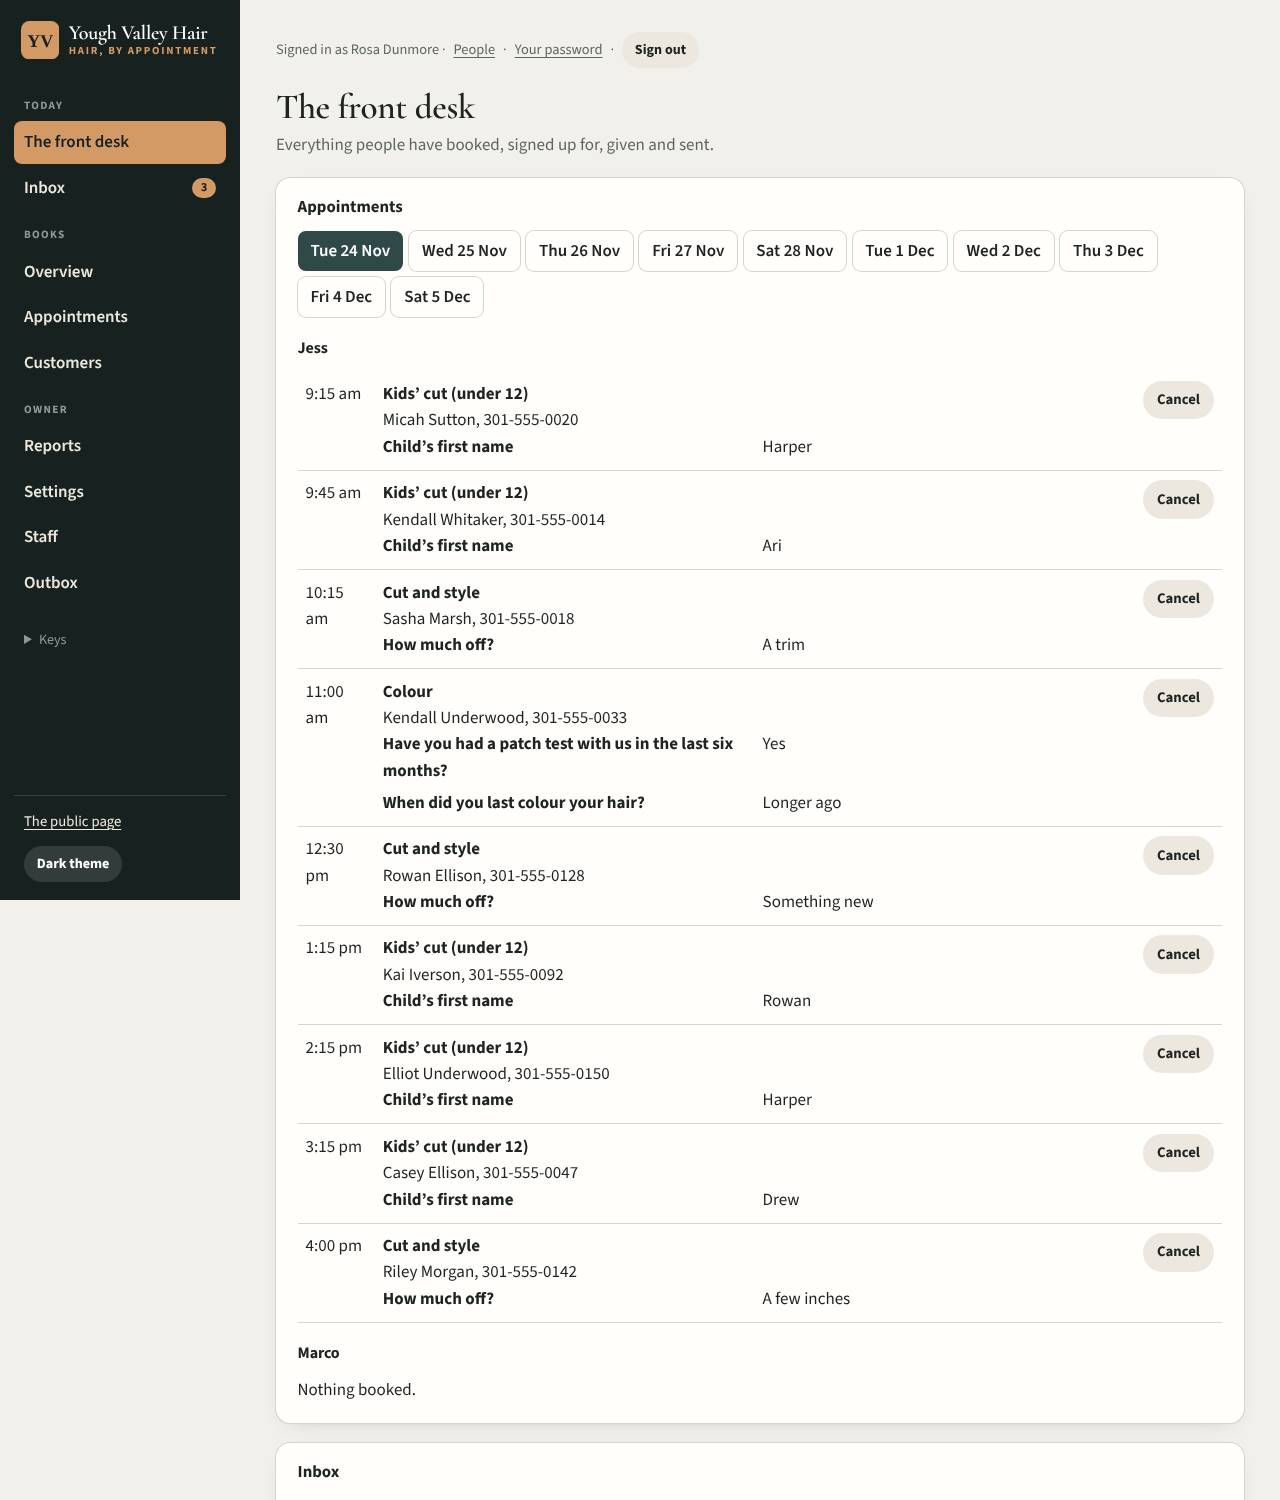 YV
Yough Valley Hair
HAIR, BY APPOINTMENT
TODAY
The front desk
Inbox 3
BOOKS
Overview
Appointments
Customers
OWNER
Reports
Settings
Staff
Outbox
Keys
The public page
Dark theme
Signed in as Rosa Dunmore · People · Your password · Sign out
The front desk
Everything people have booked, signed up for, given and sent.
Appointments
Tue 24 Nov Wed 25 Nov Thu 26 Nov Fri 27 Nov Sat 28 Nov Tue 1 Dec Wed 2 Dec Thu 3 Dec
Fri 4 Dec Sat 5 Dec
Jess
9:15 am Kids’ cut (under 12) Cancel
Micah Sutton, 301-555-0020
Child’s first name Harper
9:45 am Kids’ cut (under 12) Cancel
Kendall Whitaker, 301-555-0014
Child’s first name Ari
10:15 Cut and style Cancel
am Sasha Marsh, 301-555-0018
How much off? A trim
11:00 Colour Cancel
am Kendall Underwood, 301-555-0033
Have you had a patch test with us in the last six Yes
months?
When did you last colour your hair? Longer ago
12:30 Cut and style Cancel
pm Rowan Ellison, 301-555-0128
How much off? Something new
1:15 pm Kids’ cut (under 12) Cancel
Kai Iverson, 301-555-0092
Child’s first name Rowan
2:15 pm Kids’ cut (under 12) Cancel
Elliot Underwood, 301-555-0150
Child’s first name Harper
3:15 pm Kids’ cut (under 12) Cancel
Casey Ellison, 301-555-0047
Child’s first name Drew
4:00 pm Cut and style Cancel
Riley Morgan, 301-555-0142
How much off? A few inches
Marco
Nothing booked.
Inbox